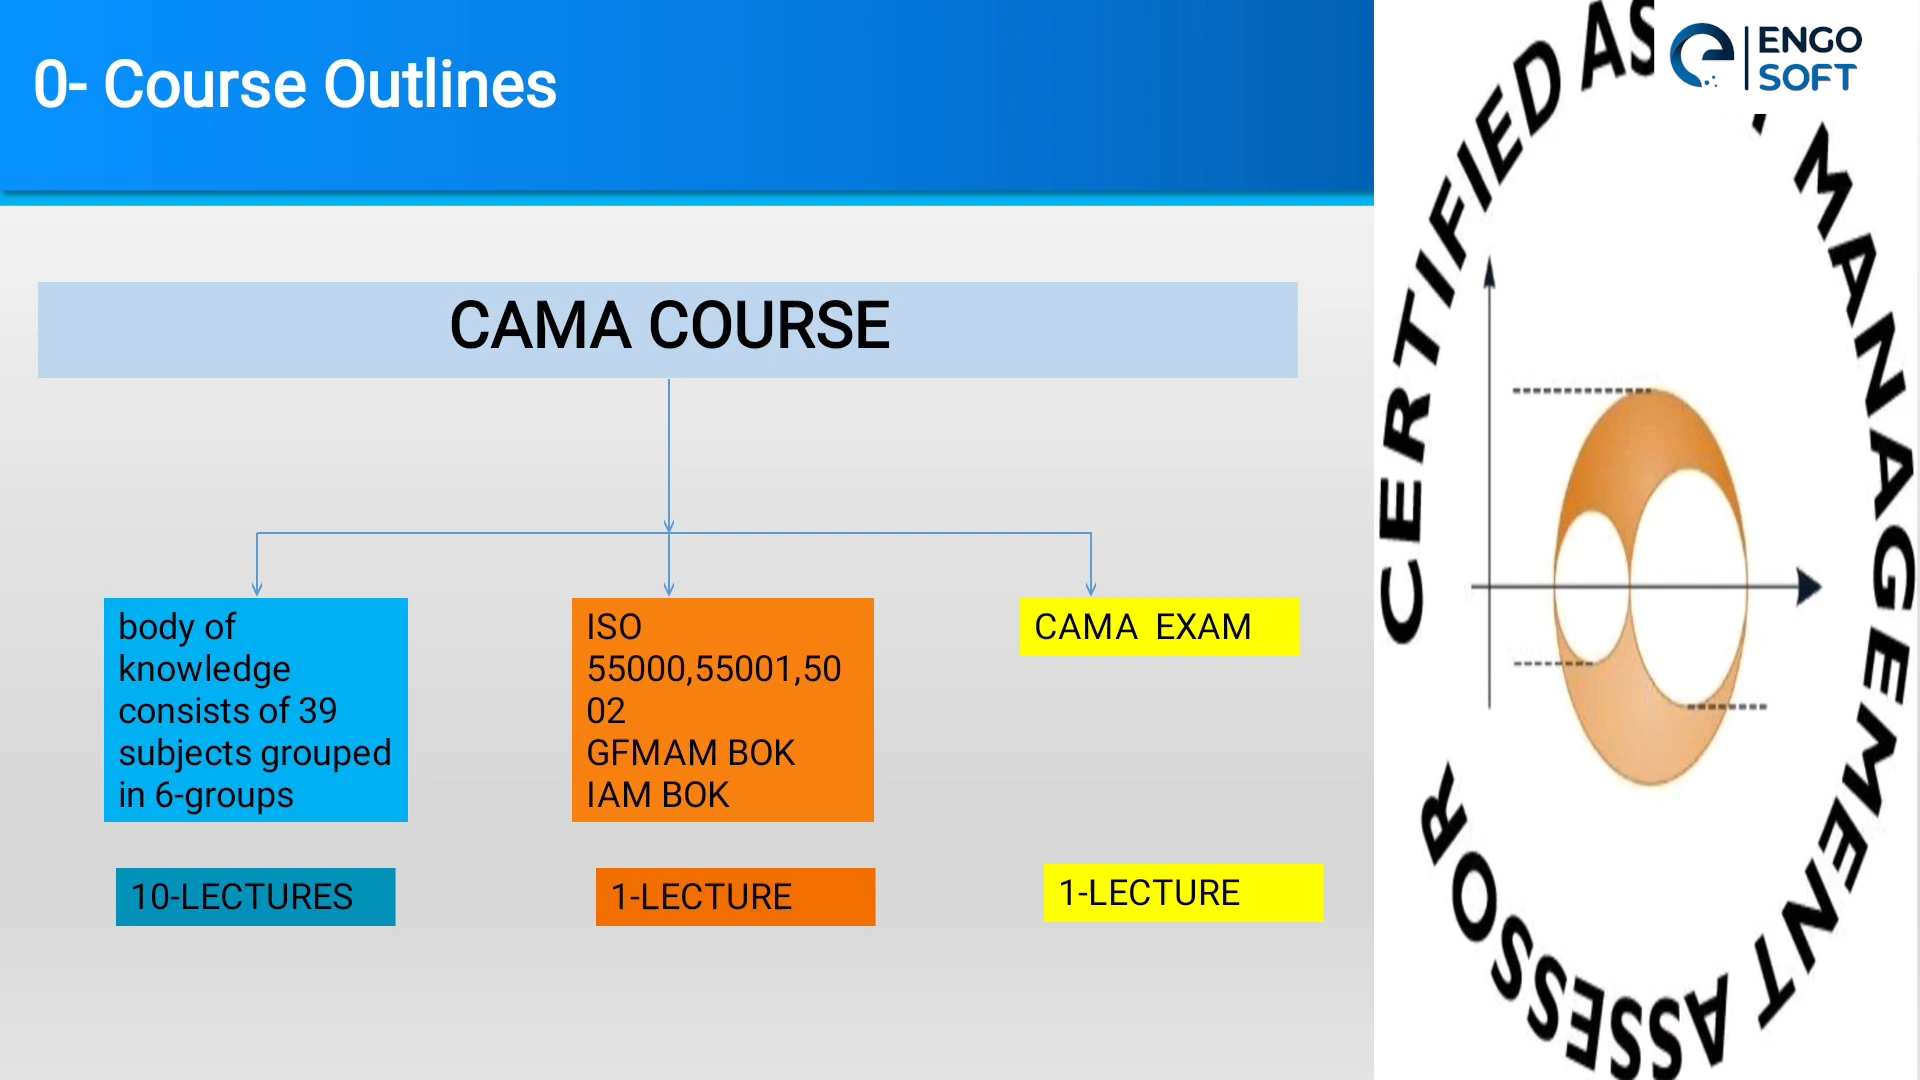 0- Course Outlines
ENGO
SOFT
CAMA COURSE
body of
knowledge
consists of 39
subjects grouped
in 6-groups
ISO
55000,55001,50
02
GFMAM BOK
IAM BOK
CAMA  EXAM
10-LECTURES
1-LECTURE
1-LECTURE
CERTIFIED AS
MANAGEMENT ASSESSOR